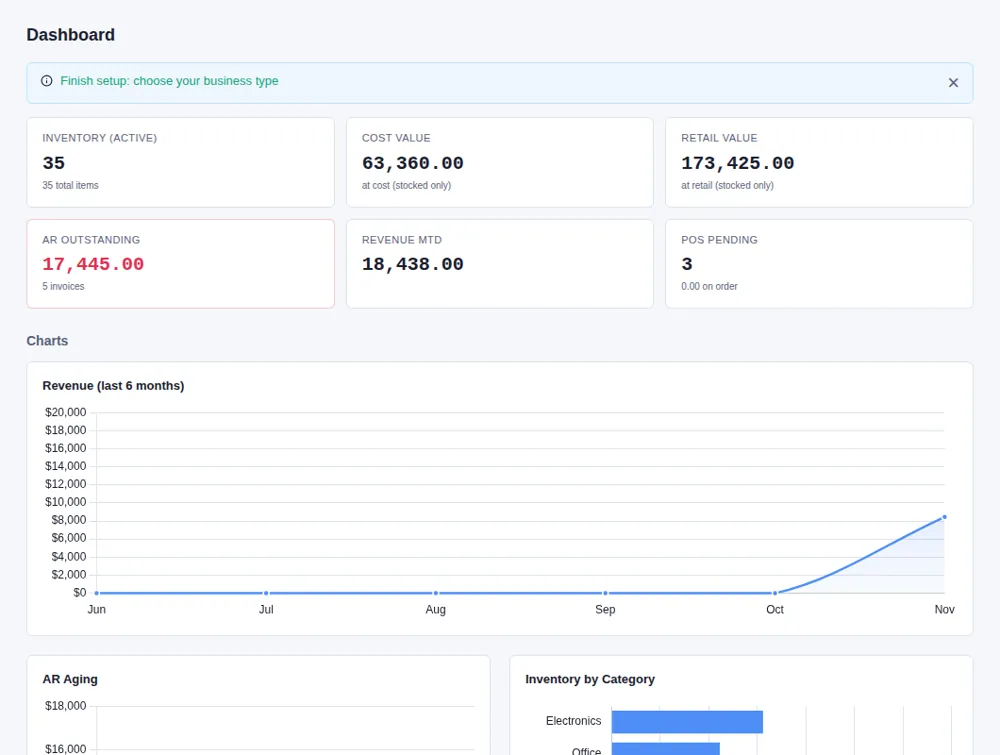 Dashboard
Finish setup: choose your business type
INVENTORY (ACTIVE)
35
35 total items
COST VALUE
63,360.00
at cost (stocked only)
RETAIL VALUE
173,425.00
at retail (stocked only)
AR OUTSTANDING
17,445.00
5 invoices
REVENUE MTD
18,438.00
POS PENDING
3
0.00 on order
Charts
Revenue (last 6 months)
$20,000
$18,000
$16,000
$14,000
$12,000
$10,000
$8,000
$6,000
$4,000
$2,000
$0
Jun Jul Aug Sep Oct Nov
AR Aging
$18,000
$16,000
Inventory by Category
Electronics
Office